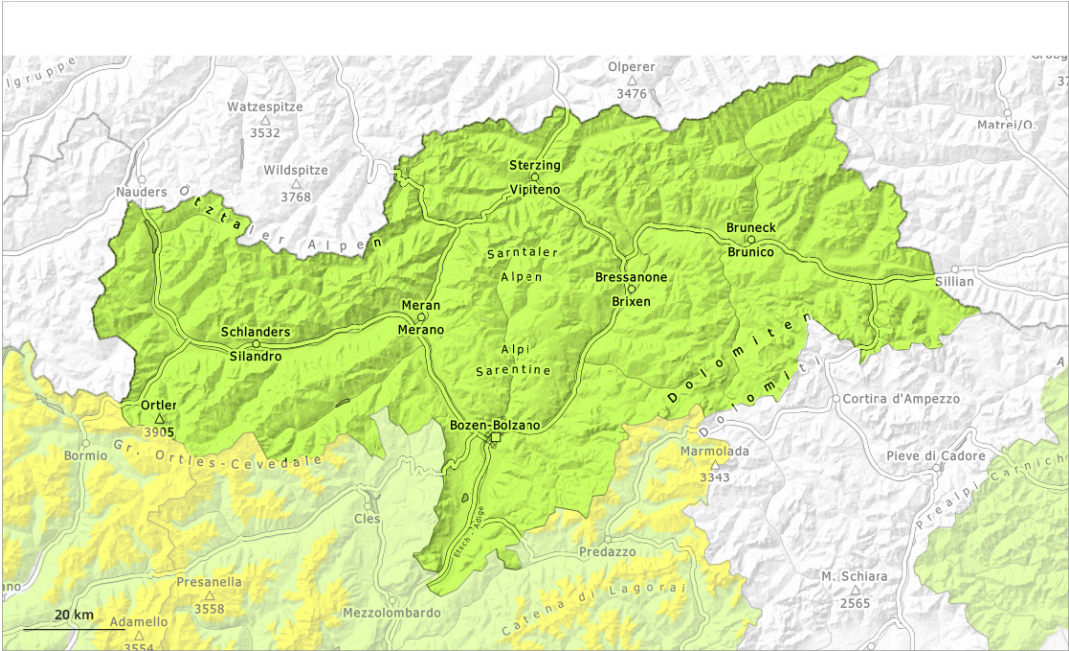 lgruppe
Olperer
3476
Watzespitze
3532
Matrei/O.
Sterzing
Vipiteno
Wildspitze
3768
Nauders
Ötztaler Alpen
Bruneck
Brunico
Sarntaler
Alpen
Bressanone
Brixen
Sillian
Meran
Merano
Schlanders
Silandro
Alpi
Sarentine
Dolomiten
Dolomiti
Ortler
3905
Cortina d'Ampezzo
Bozen-Bolzano
Gr. Ortles-Cevedale
Bormio
Marmolada
3343
Pieve di Cadore
Prealpi Carnich
Cles
Etsch - Adige
Predazzo
Presanella
3558
M. Schiara
2565
Catena di Lagorai
Mezzolombardo
ano
20 km
Adamello
3554